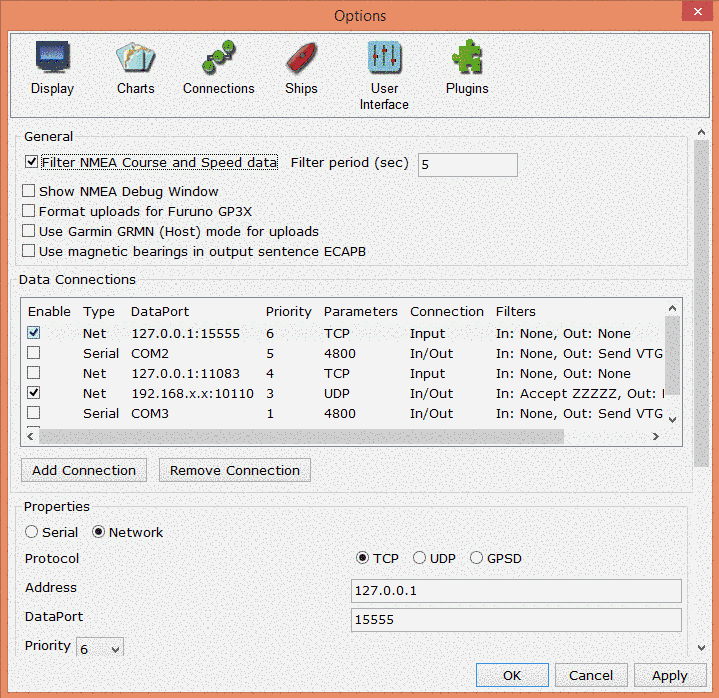 Options
Display Charts Connections Ships User Interface Plugins
General
Filter NMEA Course and Speed data Filter period (sec) 5
Show NMEA Debug Window
Format uploads for Furuno GP3X
Use Garmin GRMN (Host) mode for uploads
Use magnetic bearings in output sentence ECAPB
Data Connections
Enable Type DataPort Priority Parameters Connection Filters
Net 127.0.0.1:15555 6 TCP Input In: None, Out: None
Serial COM2 5 4800 In/Out In: None, Out: Send VTG
Net 127.0.0.1:11083 4 TCP Input In: None, Out: None
Net 192.168.x.x:10110 3 UDP In/Out In: Accept ZZZZZ, Out:
Serial COM3 1 4800 In/Out In: None, Out: Send VTG
Add Connection Remove Connection
Properties
Serial Network
Protocol TCP UDP GPSD
Address 127.0.0.1
DataPort 15555
Priority 6
OK Cancel Apply